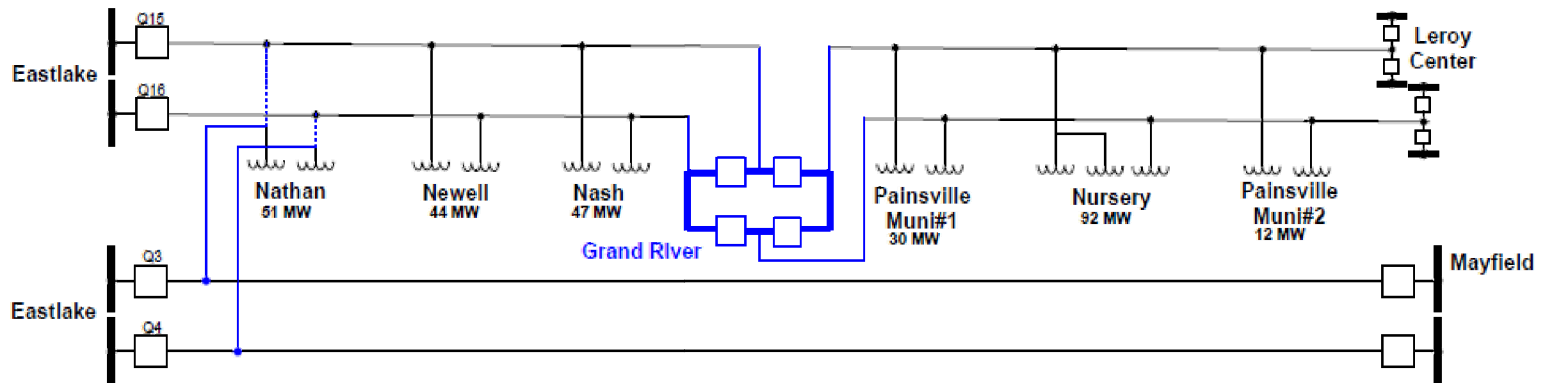 Q15
Eastlake
Q16
Leroy
Center
Nathan
51 MW
Newell
44 MW
Nash
47 MW
Painsville
Muni#1
30 MW
Nursery
92 MW
Painsville
Muni#2
12 MW
Grand RIver
Q3
Mayfield
Eastlake
Q4